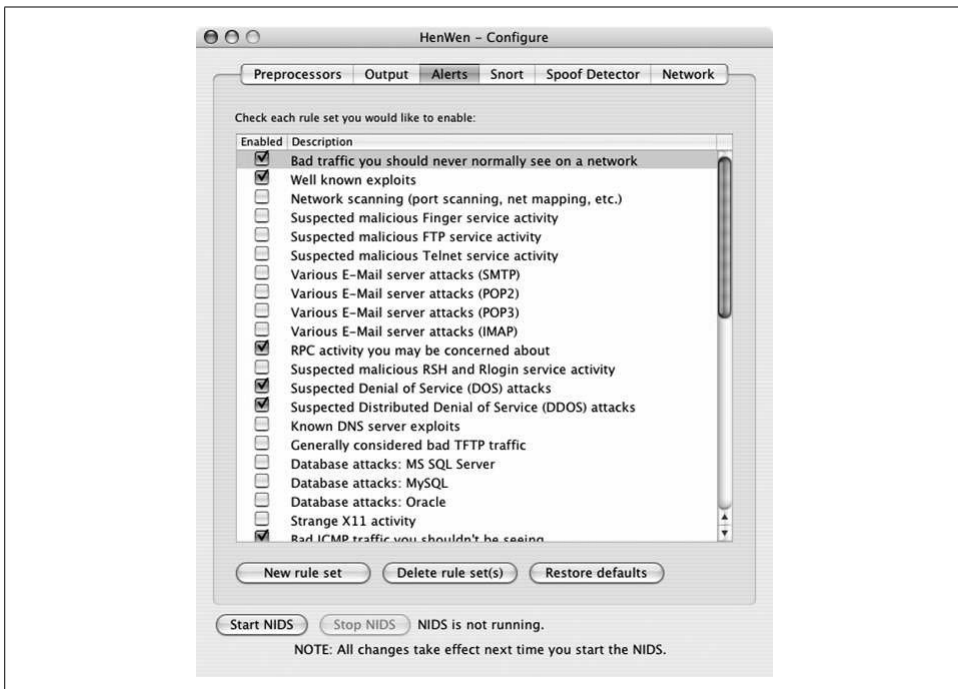 HenWen – Configure
Preprocessors Output Alerts Snort Spoof Detector Network
Check each rule set you would like to enable:
Enabled Description
Bad traffic you should never normally see on a network
Well known exploits
Network scanning (port scanning, net mapping, etc.)
Suspected malicious Finger service activity
Suspected malicious FTP service activity
Suspected malicious Telnet service activity
Various E-Mail server attacks (SMTP)
Various E-Mail server attacks (POP2)
Various E-Mail server attacks (POP3)
Various E-Mail server attacks (IMAP)
RPC activity you may be concerned about
Suspected malicious RSH and Rlogin service activity
Suspected Denial of Service (DOS) attacks
Suspected Distributed Denial of Service (DDOS) attacks
Known DNS server exploits
Generally considered bad TFTP traffic
Database attacks: MS SQL Server
Database attacks: MySQL
Database attacks: Oracle
Strange X11 activity
Bad ICMP traffic you shouldn't be seeing
New rule set Delete rule set(s) Restore defaults
Start NIDS Stop NIDS NIDS is not running.
NOTE: All changes take effect next time you start the NIDS.